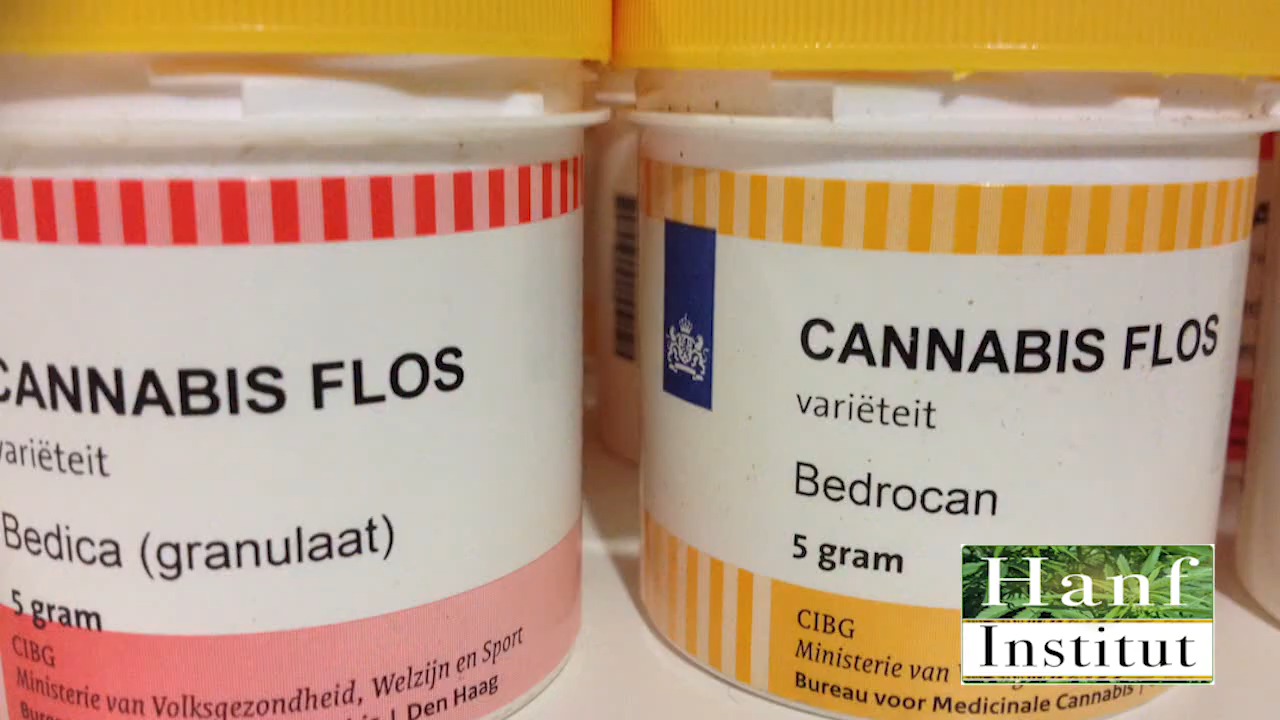 CANNABIS FLOS
variëteit
Bedica (granulaat)
5 gram
CIBG
Ministerie van Volksgezondheid, Welzijn en Sport
Den Haag
CANNABIS FLOS
variëteit
Bedrocan
5 gram
CIBG
Ministerie van
Bureau voor Medicinale Cannabis
Hanf
Institut